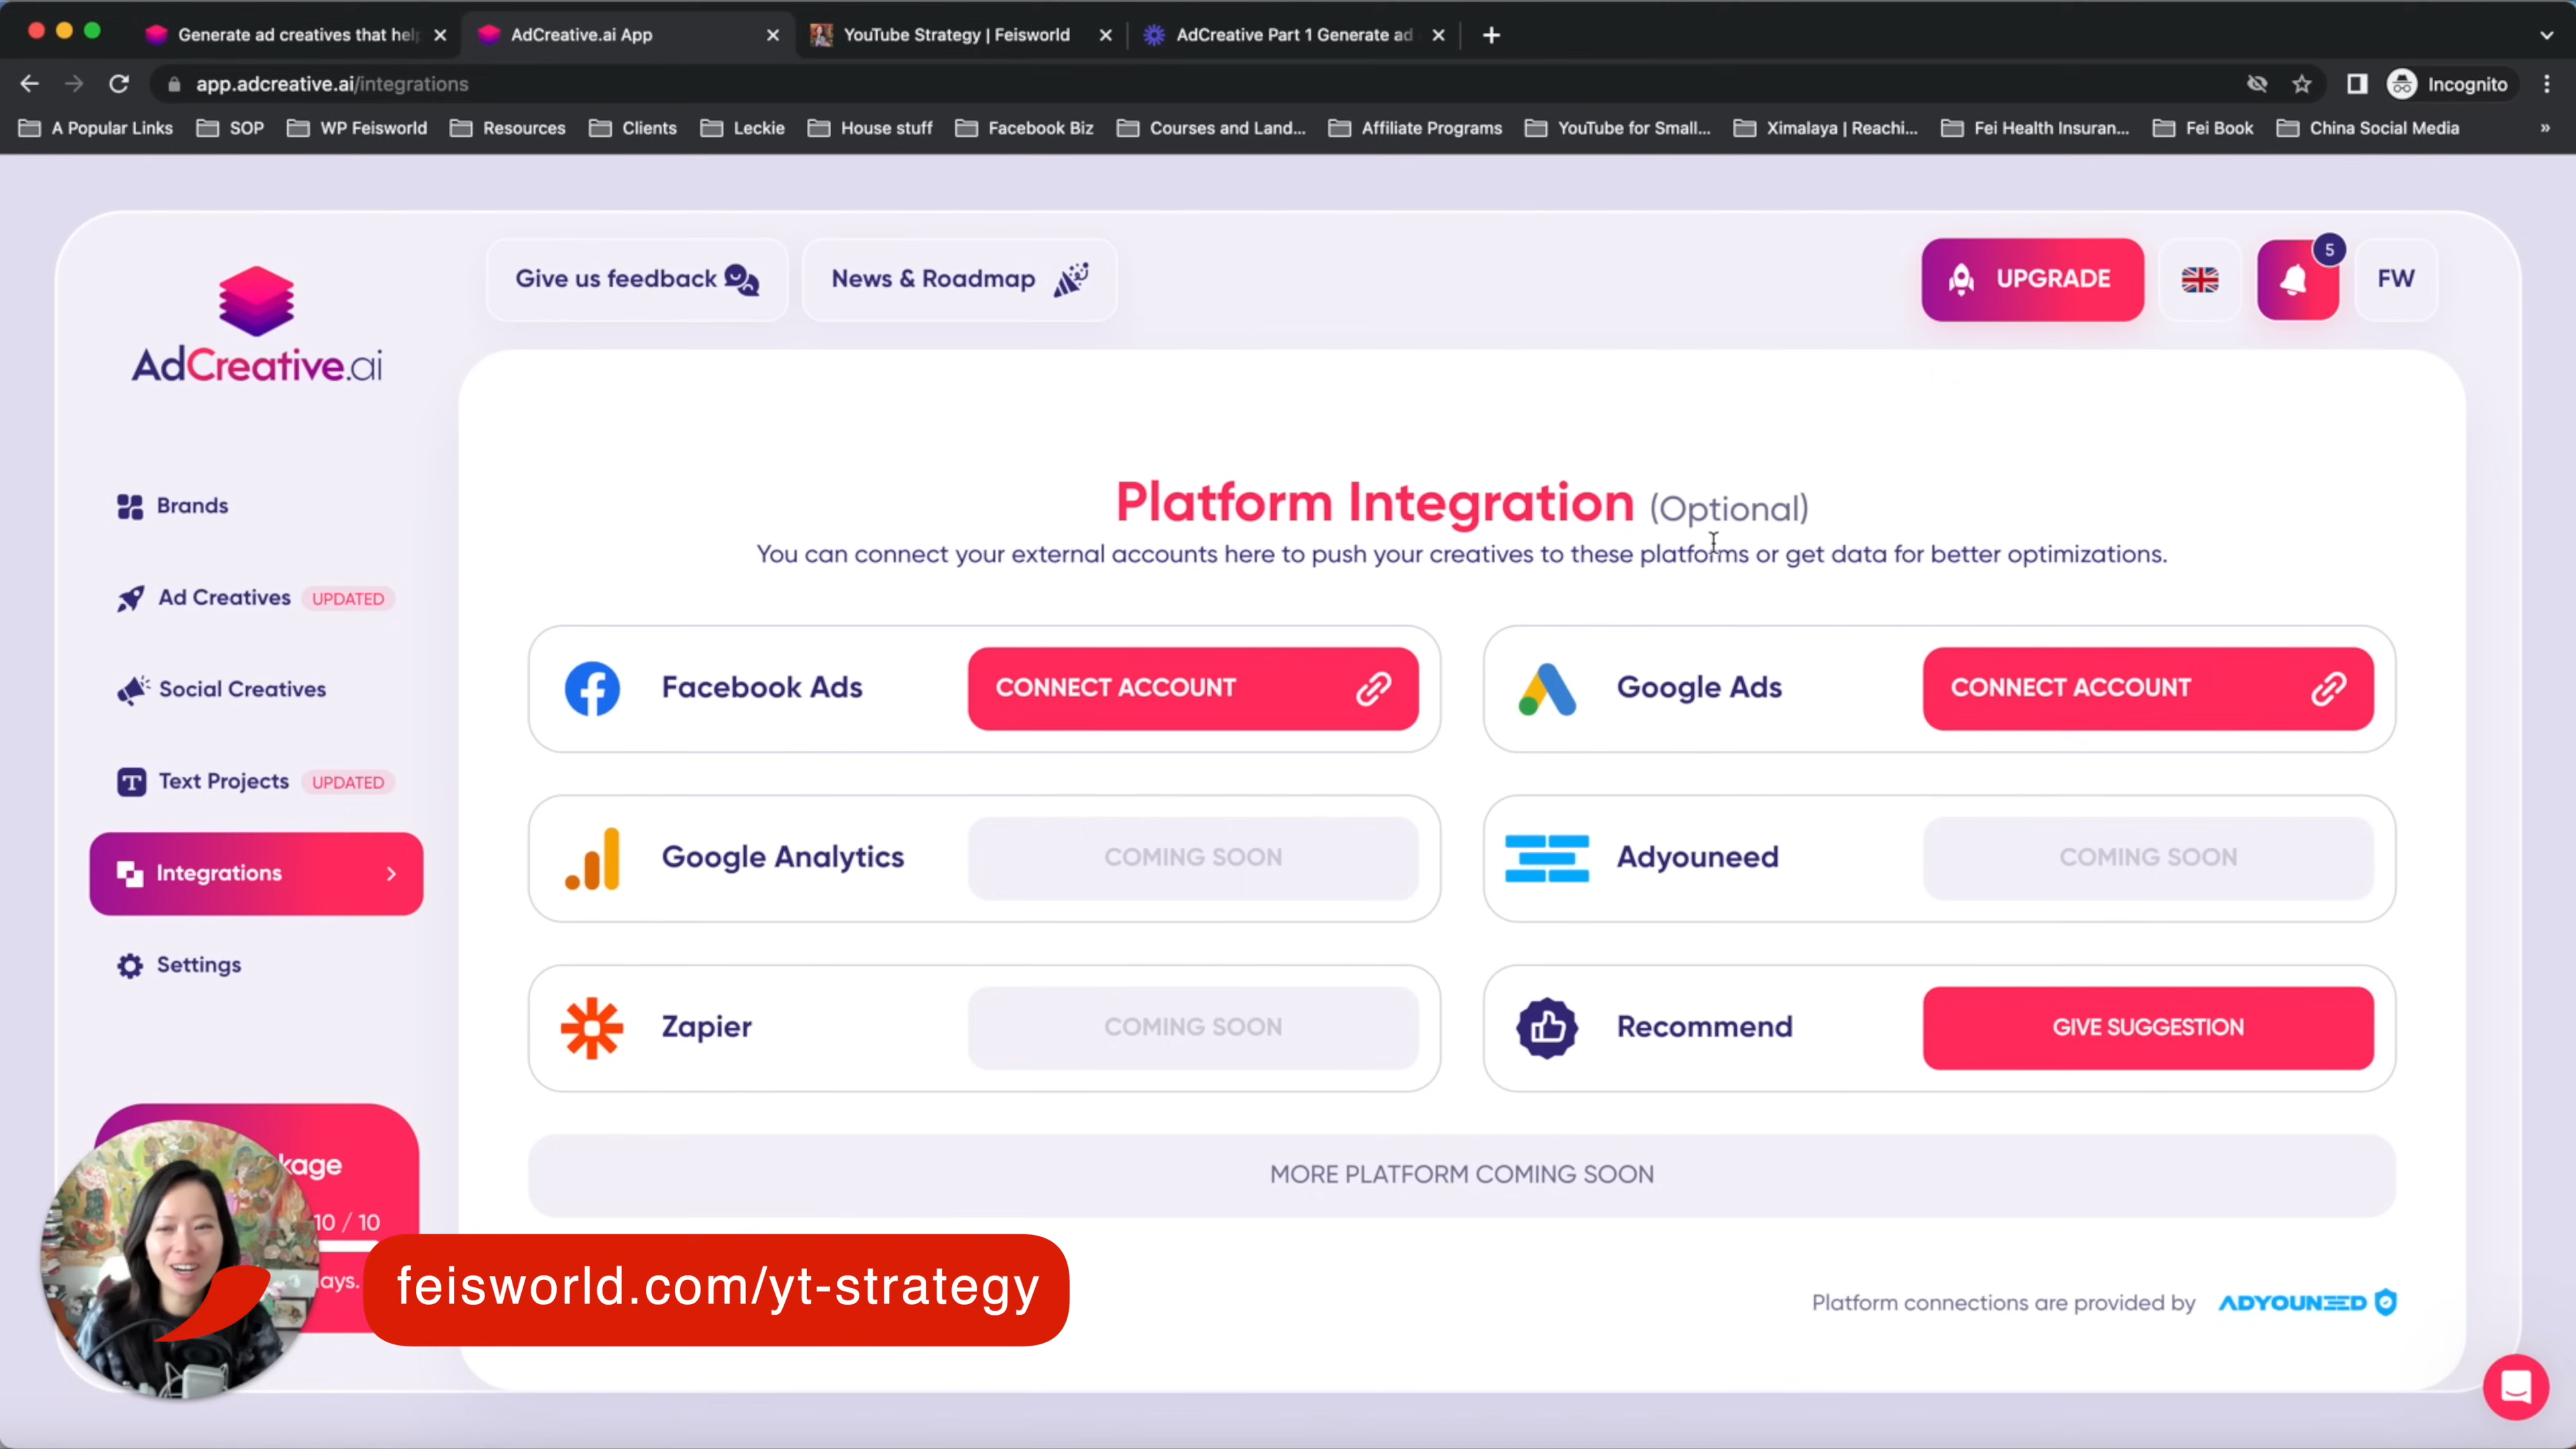 Generate ad creatives that hel
AdCreative.ai App
YouTube Strategy | Feisworld
AdCreative Part 1 Generate ad
app.adcreative.ai/integrations
Incognito
A Popular Links
SOP
WP Feisworld
Resources
Clients
Leckie
House stuff
Facebook Biz
Courses and Land...
Affiliate Programs
YouTube for Small...
Ximalaya | Reachi...
Fei Health Insuran...
Fei Book
China Social Media
»
AdCreative.ai
Give us feedback
News & Roadmap
UPGRADE
5
FW
Brands
Ad Creatives UPDATED
Social Creatives
Text Projects UPDATED
Integrations
Settings
kage
10 / 10
ays.
Platform Integration (Optional)
You can connect your external accounts here to push your creatives to these platforms or get data for better optimizations.
Facebook Ads
CONNECT ACCOUNT
Google Ads
CONNECT ACCOUNT
Google Analytics
COMING SOON
Adyouneed
COMING SOON
Zapier
COMING SOON
Recommend
GIVE SUGGESTION
MORE PLATFORM COMING SOON
Platform connections are provided by ADYOUNEED
feisworld.com/yt-strategy